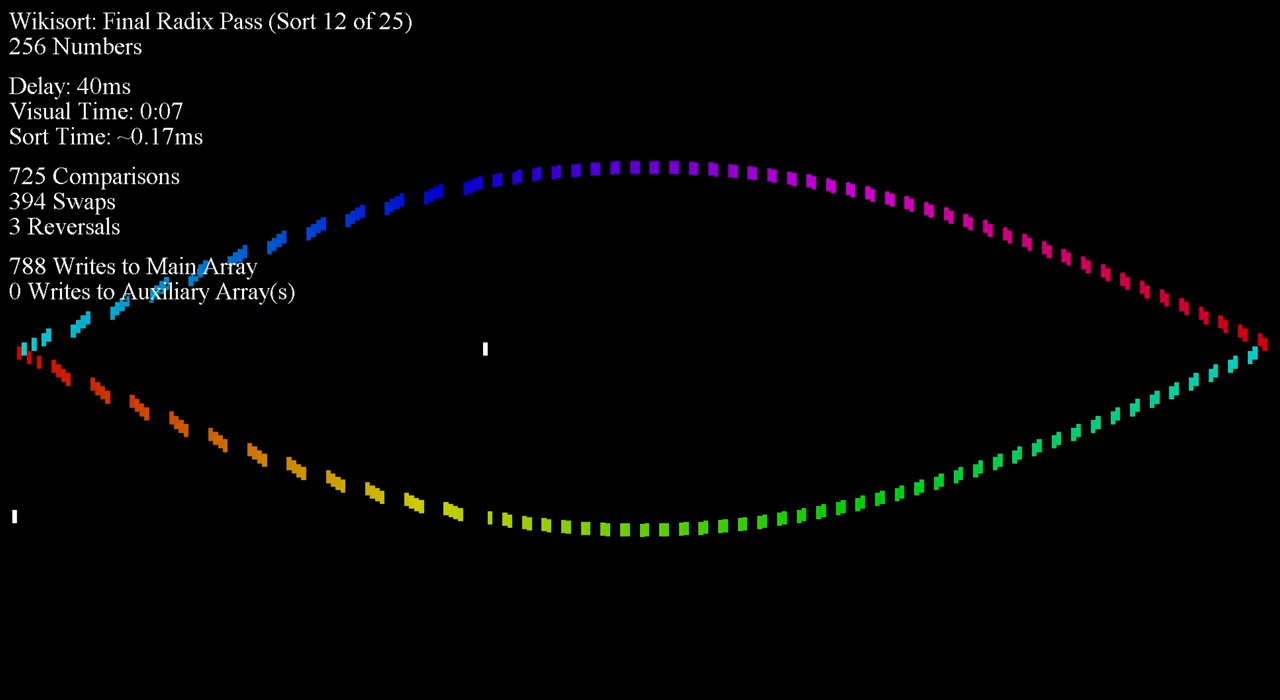 Wikisort: Final Radix Pass (Sort 12 of 25)
256 Numbers
Delay: 40ms
Visual Time: 0:07
Sort Time: ~0.17ms
725 Comparisons
394 Swaps
3 Reversals
788 Writes to Main Array
0 Writes to Auxiliary Array(s)